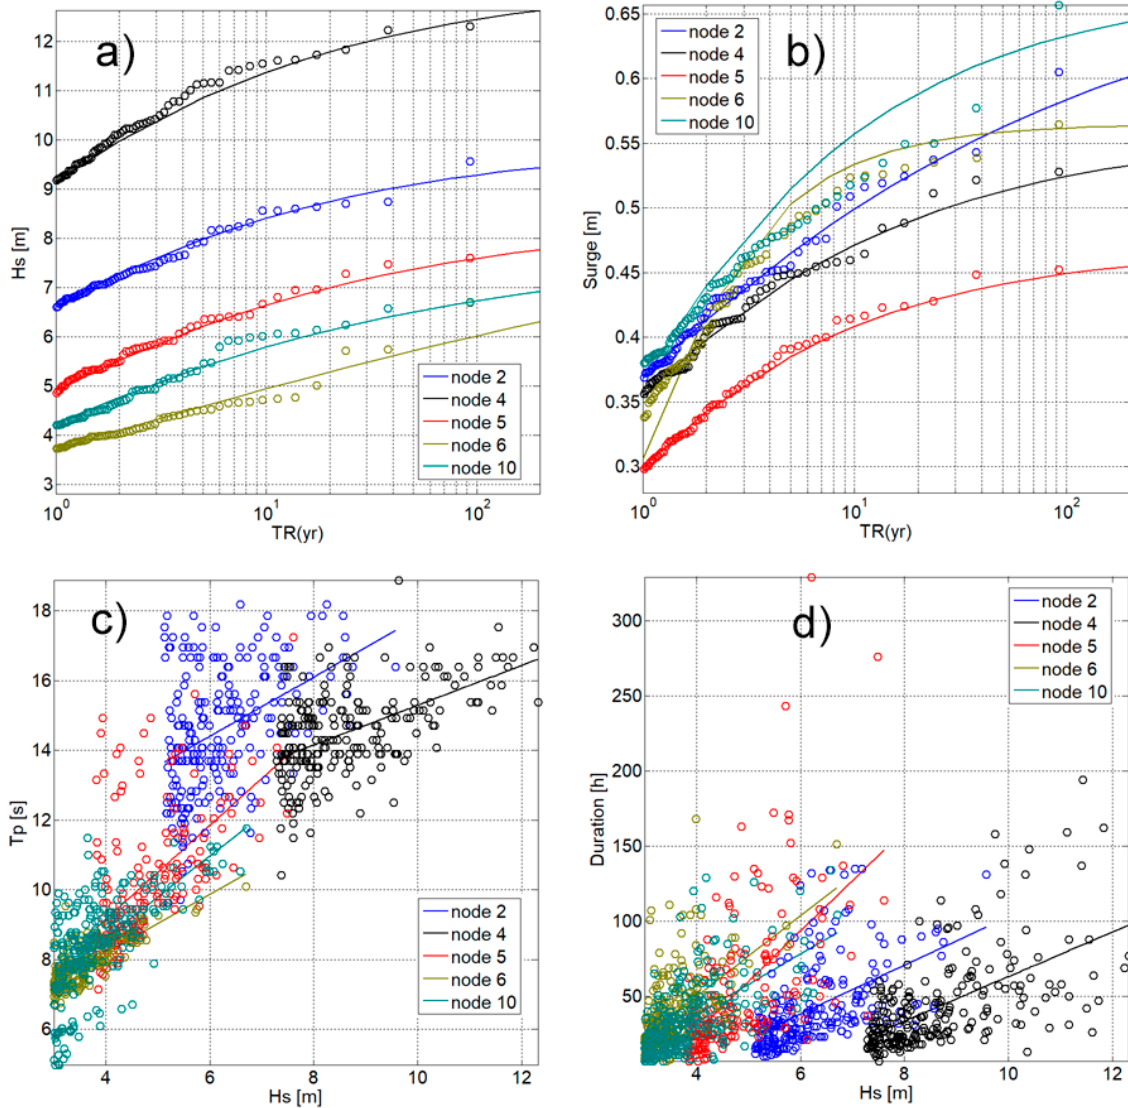 a)
12
11
10
9
8
7
6
5
4
3
Hs [m]
10^0
10^1
10^2
TR(yr)
node 2
node 4
node 5
node 6
node 10
b)
0.65
0.6
0.55
0.5
0.45
0.4
0.35
0.3
Surge [m]
10^0
10^1
10^2
TR(yr)
node 2
node 4
node 5
node 6
node 10
c)
18
16
14
12
10
8
6
Tp [s]
4
6
8
10
12
Hs [m]
node 2
node 4
node 5
node 6
node 10
d)
300
250
200
150
100
50
Duration [h]
4
6
8
10
12
Hs [m]
node 2
node 4
node 5
node 6
node 10